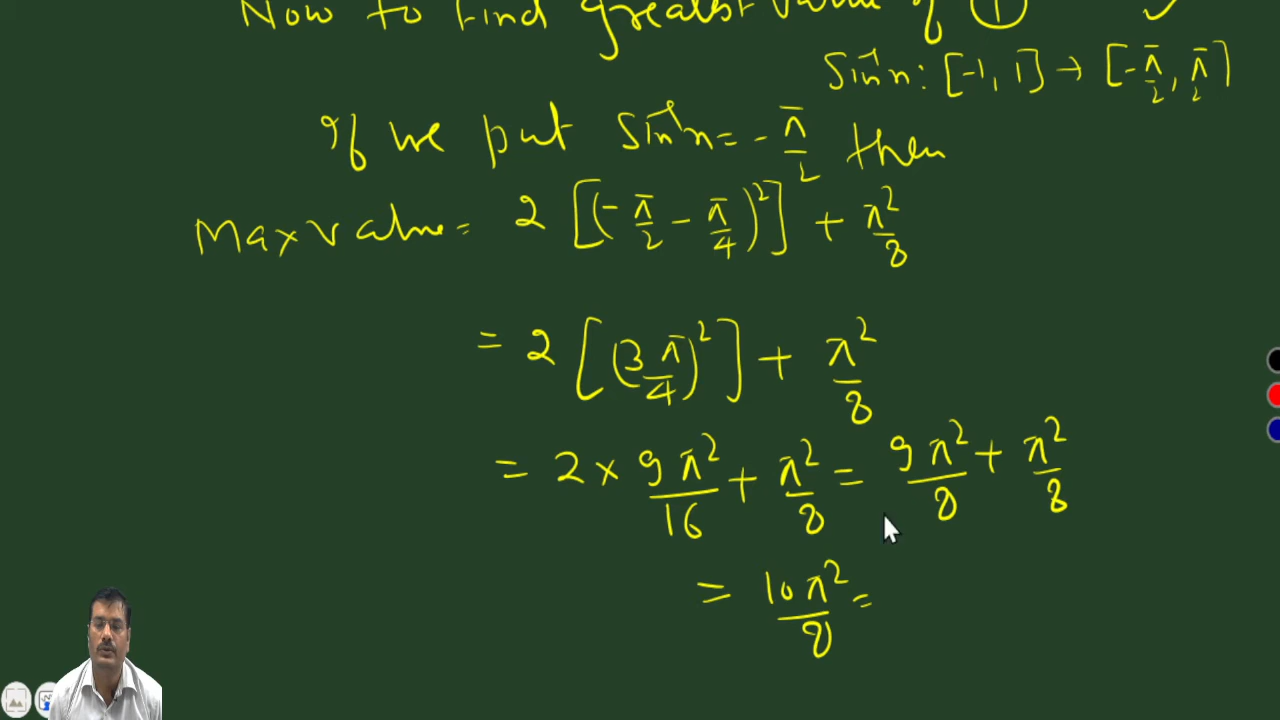 Now to find greatest value of ①
Sin⁻¹x: [-1, 1] → [-π/2, π/2]
If we put Sin⁻¹x = -π/2 then
Max value = 2 [(-π/2 - π/4)²] + π²/8
= 2 [(3π/4)²] + π²/8
= 2 × 9π²/16 + π²/8 = 9π²/8 + π²/8
= 10π²/8 =